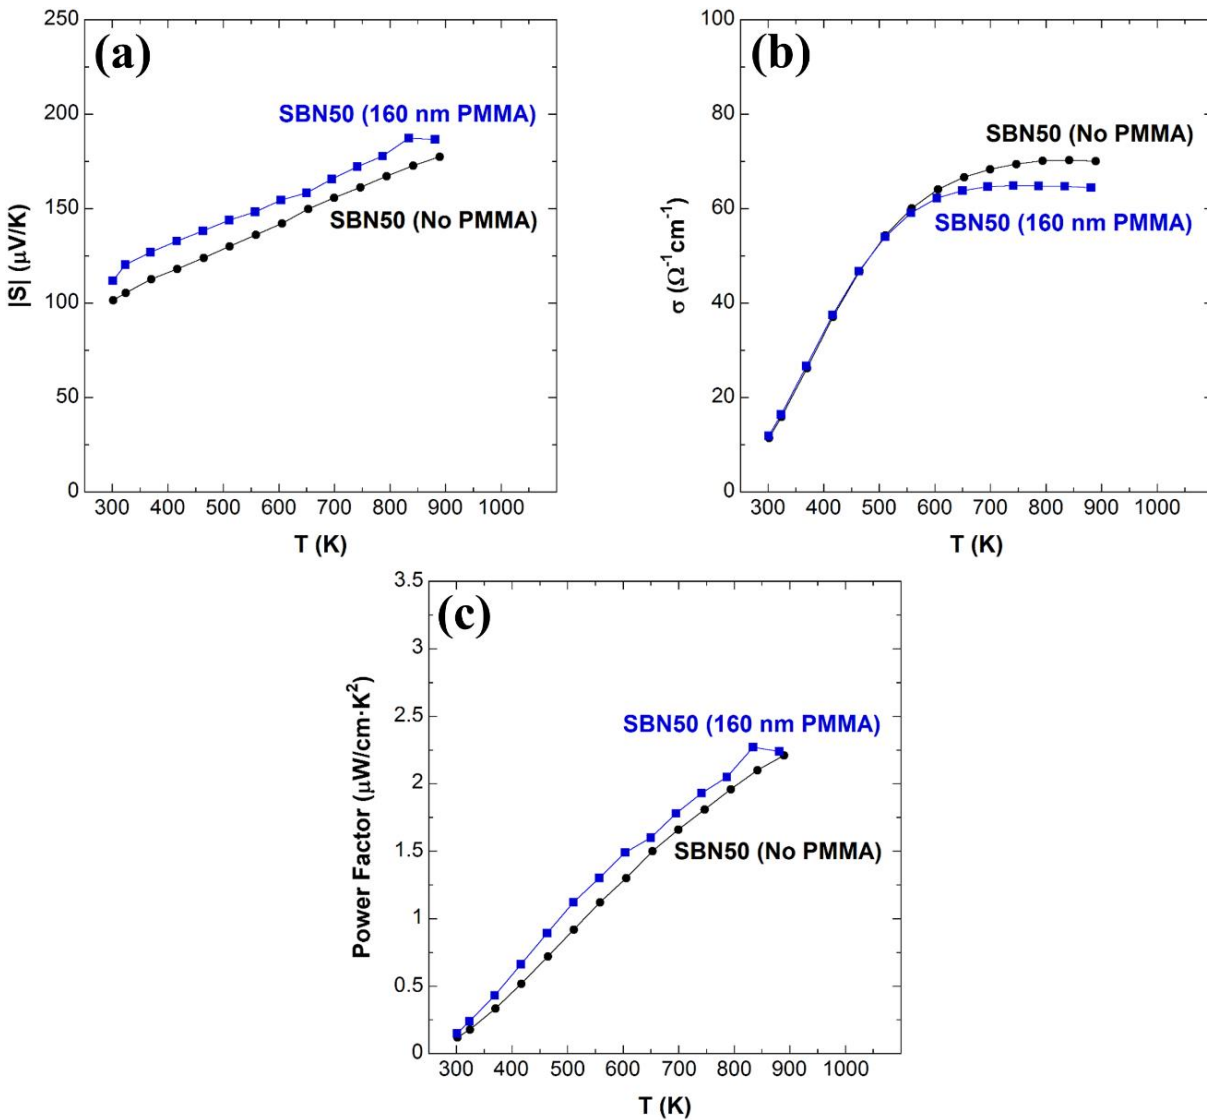 (a)
250
200
150
100
50
0
|S| (μV/K)
SBN50 (160 nm PMMA)
SBN50 (No PMMA)
300 400 500 600 700 800 900 1000
T (K)
(b)
100
80
60
40
20
0
σ (Ω⁻¹cm⁻¹)
SBN50 (No PMMA)
SBN50 (160 nm PMMA)
300 400 500 600 700 800 900 1000
T (K)
(c)
3.5
3
2.5
2
1.5
1
0.5
0
Power Factor (μW/cm·K²)
SBN50 (160 nm PMMA)
SBN50 (No PMMA)
300 400 500 600 700 800 900 1000
T (K)